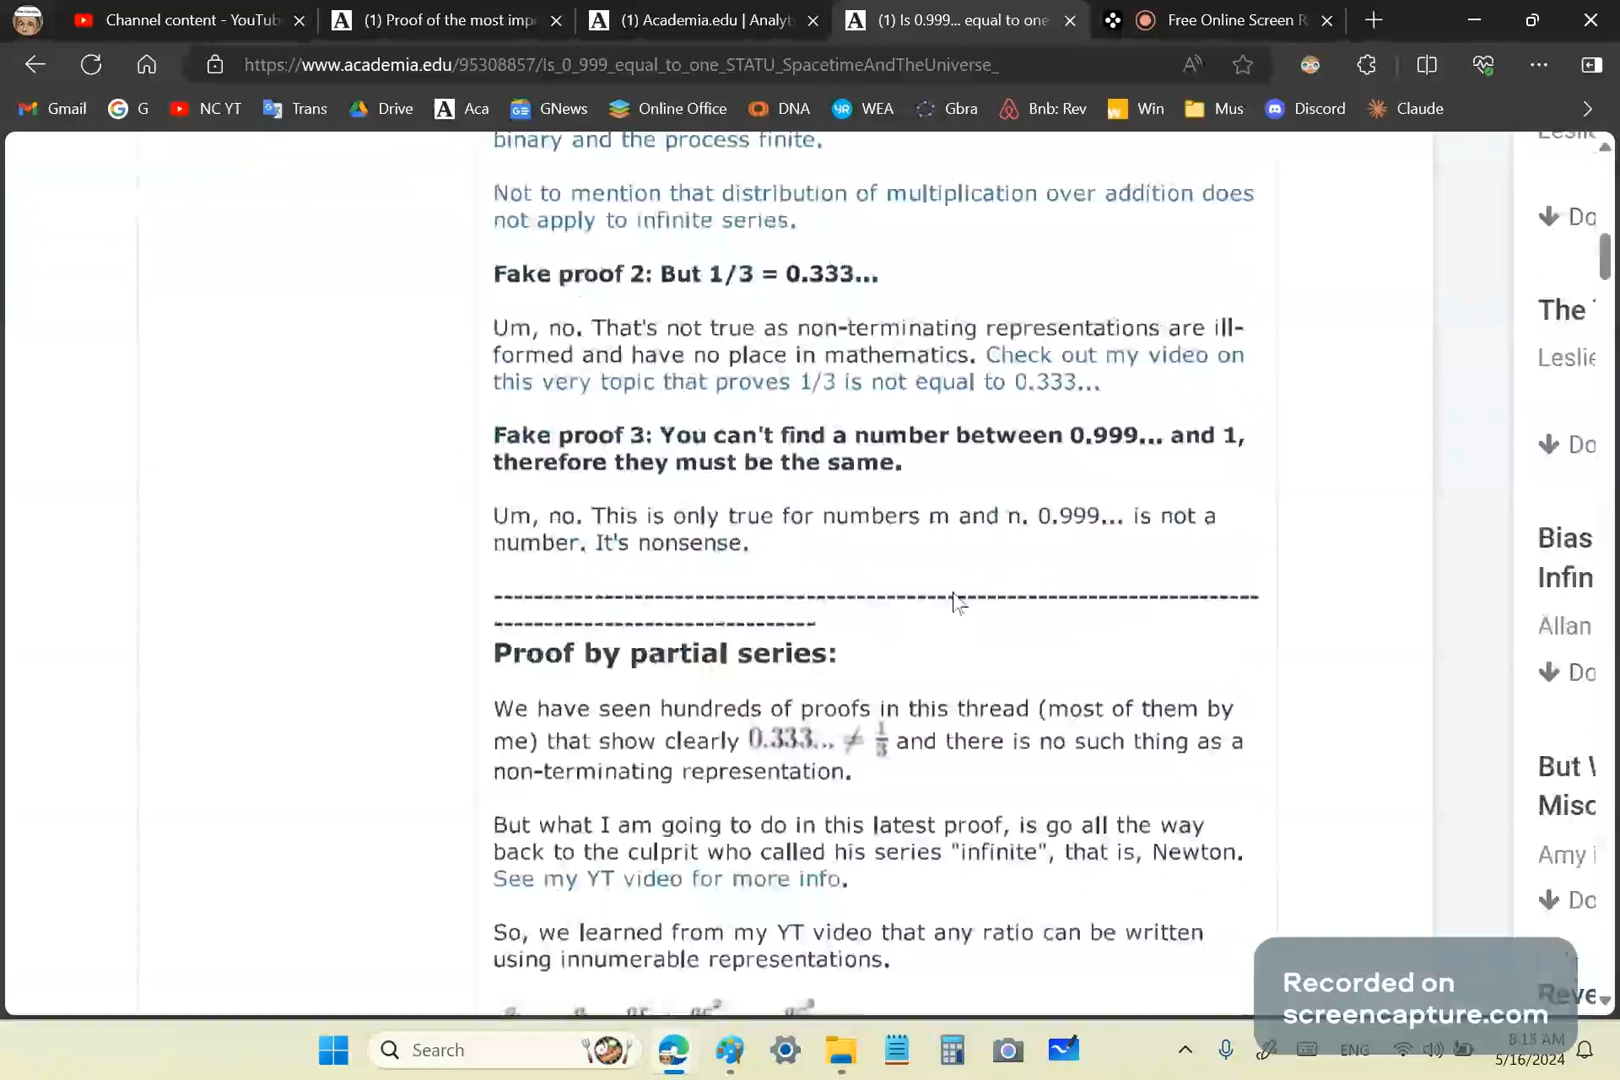 Channel content - YouTub
(1) Proof of the most imp
(1) Academia.edu | Analyt
(1) Is 0.999... equal to one
Free Online Screen R
https://www.academia.edu/95308857/Is_0_999_equal_to_one_STATU_SpacetimeAndTheUniverse_
Gmail
G
NC YT
Trans
Drive
Aca
GNews
Online Office
DNA
WEA
Gbra
Bnb: Rev
Win
Mus
Discord
Claude
binary and the process finite.
Not to mention that distribution of multiplication over addition does
not apply to infinite series.
Fake proof 2: But 1/3 = 0.333...
Um, no. That's not true as non-terminating representations are ill-
formed and have no place in mathematics. Check out my video on
this very topic that proves 1/3 is not equal to 0.333...
Fake proof 3: You can't find a number between 0.999... and 1,
therefore they must be the same.
Um, no. This is only true for numbers m and n. 0.999... is not a
number. It's nonsense.
Proof by partial series:
We have seen hundreds of proofs in this thread (most of them by
me) that show clearly 0.333... ≠ 1/3 and there is no such thing as a
non-terminating representation.
But what I am going to do in this latest proof, is go all the way
back to the culprit who called his series "infinite", that is, Newton.
See my YT video for more info.
So, we learned from my YT video that any ratio can be written
using innumerable representations.
Do
The
Leslie
Do
Bias
Infin
Allan
Do
But
Misc
Amy
Do
Reve
Recorded on
screencapture.com
Search
ENG
8:15 AM
5/16/2024